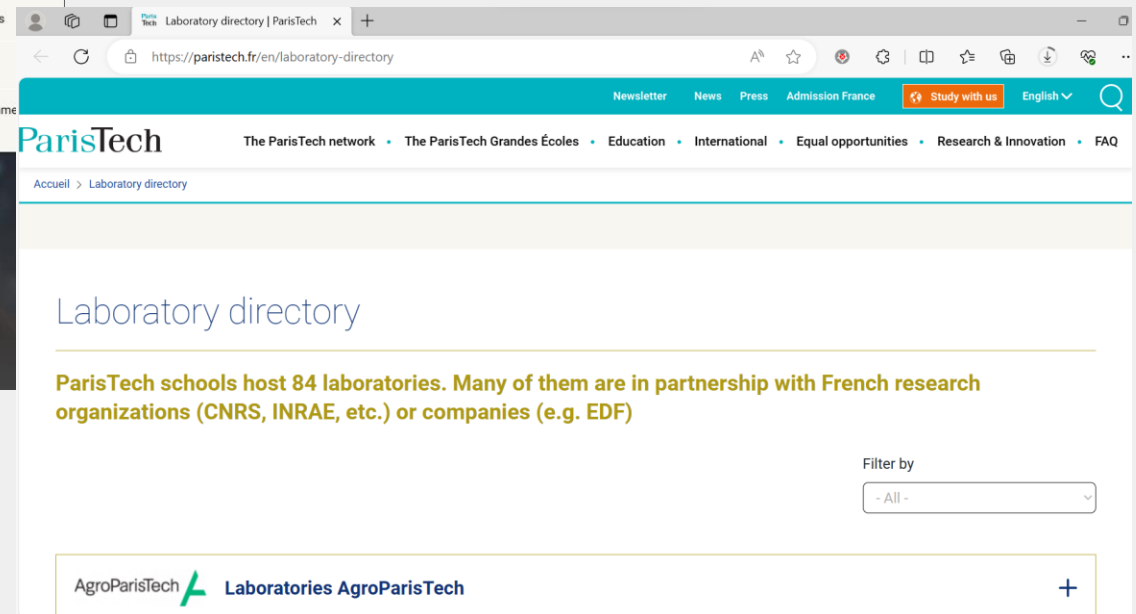 Paris Tech Laboratory directory | ParisTech
https://paristech.fr/en/laboratory-directory
Newsletter News Press Admission France Study with us English
ParisTech The ParisTech network • The ParisTech Grandes Écoles • Education • International • Equal opportunities • Research & Innovation • FAQ
Accueil > Laboratory directory
Laboratory directory
ParisTech schools host 84 laboratories. Many of them are in partnership with French research
organizations (CNRS, INRAE, etc.) or companies (e.g. EDF)
Filter by
- All -
AgroParisTech Laboratories AgroParisTech